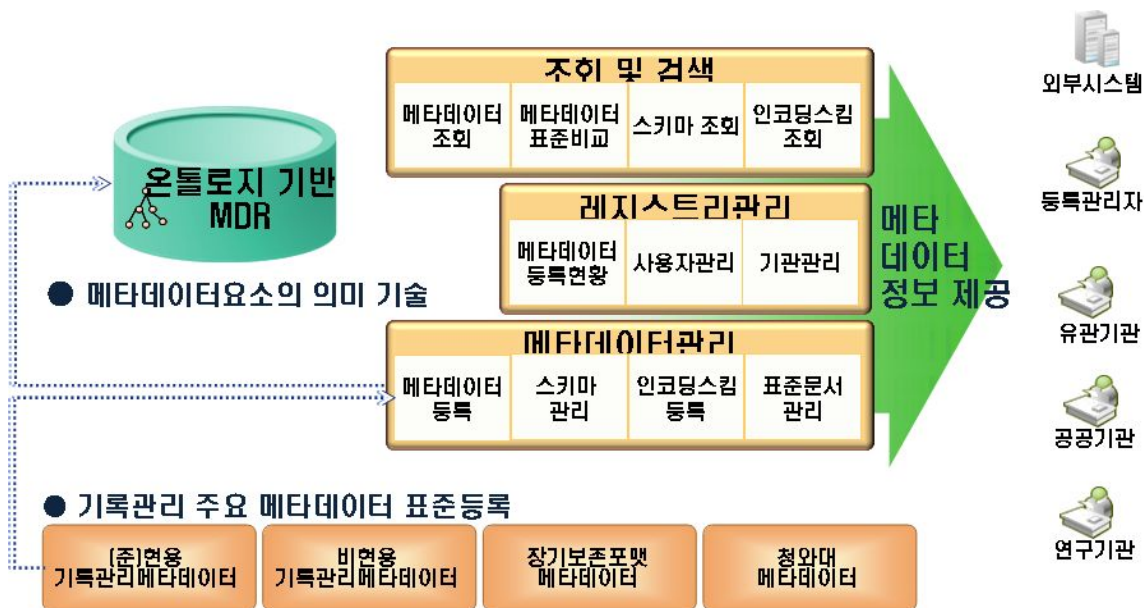 조회 및 검색
메타데이터
조회
메타데이터
표준비교
스키마 조회
인코딩스킴
조회
온톨로지 기반
MDR
레지스트리관리
메타데이터
등록현황
사용자관리
기관관리
메타
데이터
정보 제공
● 메타데이터요소의 의미 기술
메타데이터관리
메타데이터
등록
스키마
관리
인코딩스킴
등록
표준문서
관리
● 기록관리 주요 메타데이터 표준등록
(준)현용
기록관리메타데이터
비현용
기록관리메타데이터
장기보존포맷
메타데이터
청와대
메타데이터
외부시스템
등록관리자
유관기관
공공기관
연구기관